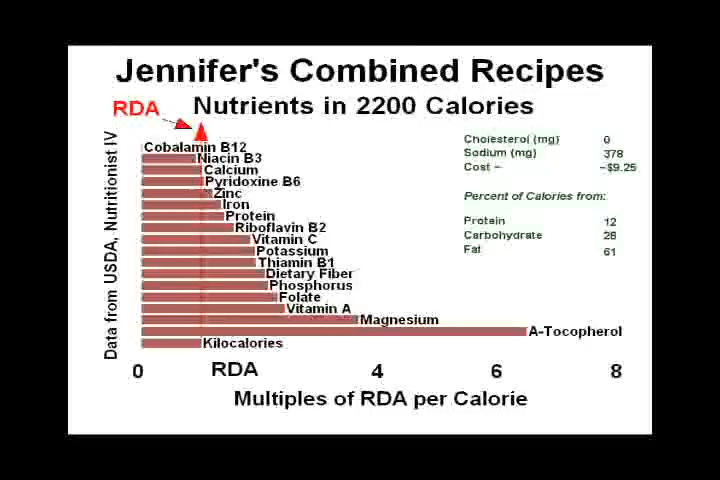 Jennifer's Combined Recipes
RDA
Nutrients in 2200 Calories
Data from USDA, Nutritionist IV
Cobalamin B12
Niacin B3
Calcium
Pyridoxine B6
Zinc
Iron
Protein
Riboflavin B2
Vitamin C
Potassium
Thiamin B1
Dietary Fiber
Phosphorus
Folate
Vitamin A
Magnesium
A-Tocopherol
Kilocalories
Cholesterol (mg) 0
Sodium (mg) 378
Cost ~ ~$9.25
Percent of Calories from:
Protein 12
Carbohydrate 28
Fat 61
0 RDA 4 6 8
Multiples of RDA per Calorie